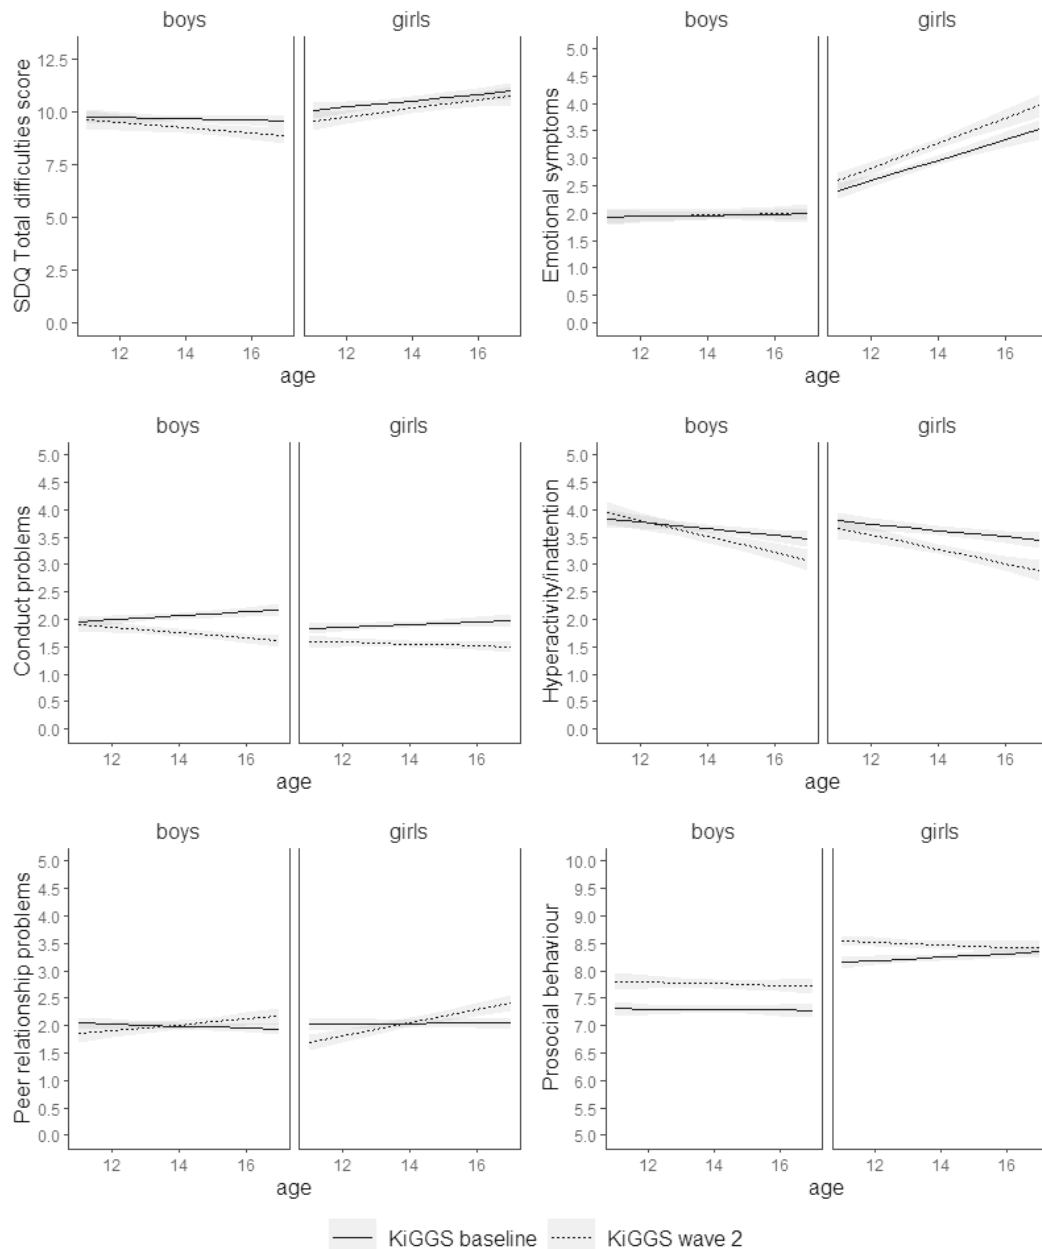 boys girls
SDQ Total difficulties score
12.5
10.0
7.5
5.0
2.5
0.0
12 14 16 12 14 16
age
boys girls
Emotional symptoms
5.0
4.5
4.0
3.5
3.0
2.5
2.0
1.5
1.0
0.5
0.0
12 14 16 12 14 16
age
boys girls
Conduct problems
5.0
4.5
4.0
3.5
3.0
2.5
2.0
1.5
1.0
0.5
0.0
12 14 16 12 14 16
age
boys girls
Hyperactivity/inattention
5.0
4.5
4.0
3.5
3.0
2.5
2.0
1.5
1.0
0.5
0.0
12 14 16 12 14 16
age
boys girls
Peer relationship problems
5.0
4.5
4.0
3.5
3.0
2.5
2.0
1.5
1.0
0.5
0.0
12 14 16 12 14 16
age
boys girls
Prosocial behaviour
10.0
9.5
9.0
8.5
8.0
7.5
7.0
6.5
6.0
5.5
5.0
12 14 16 12 14 16
age
KiGGS baseline KiGGS wave 2